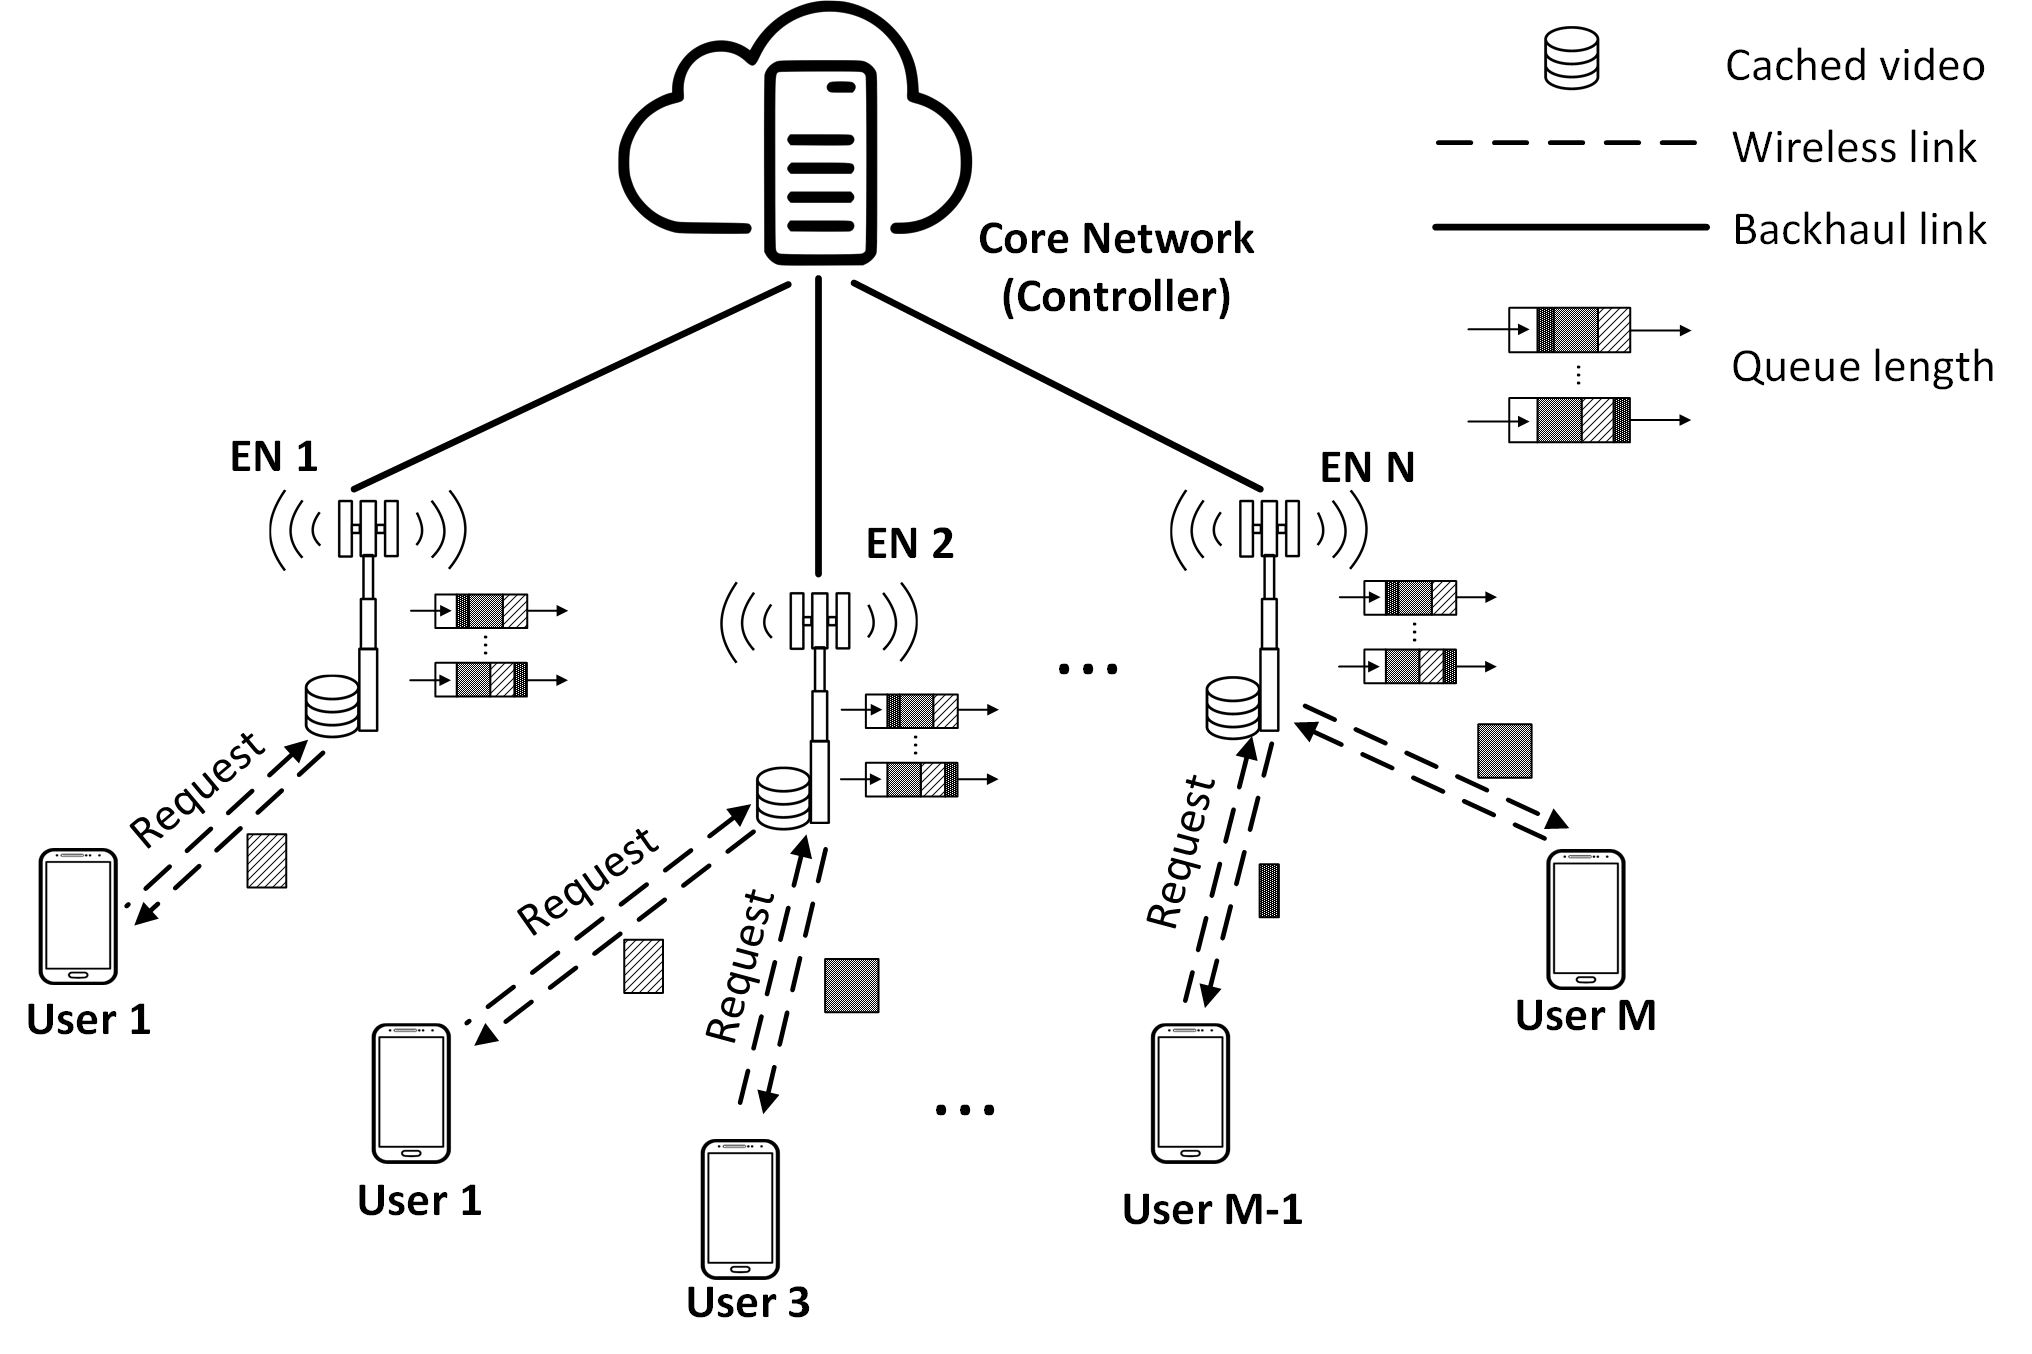 Cached video
Wireless link
Backhaul link
Queue length
Core Network
(Controller)
EN 1
EN 2
EN N
Request
Request
Request
Request
User 1
User 1
User 3
User M-1
User M